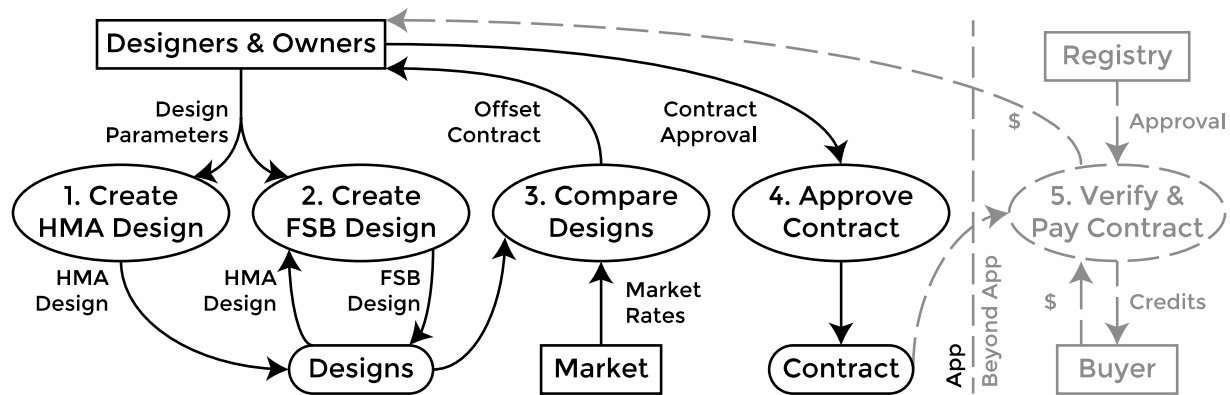 Designers & Owners
Registry
Design
Parameters
Offset
Contract
Contract
Approval
$
Approval
1. Create
HMA Design
2. Create
FSB Design
3. Compare
Designs
4. Approve
Contract
5. Verify &
Pay Contract
HMA
Design
HMA
Design
FSB
Design
Market
Rates
$
Credits
Designs
Market
Contract
App
Beyond App
Buyer